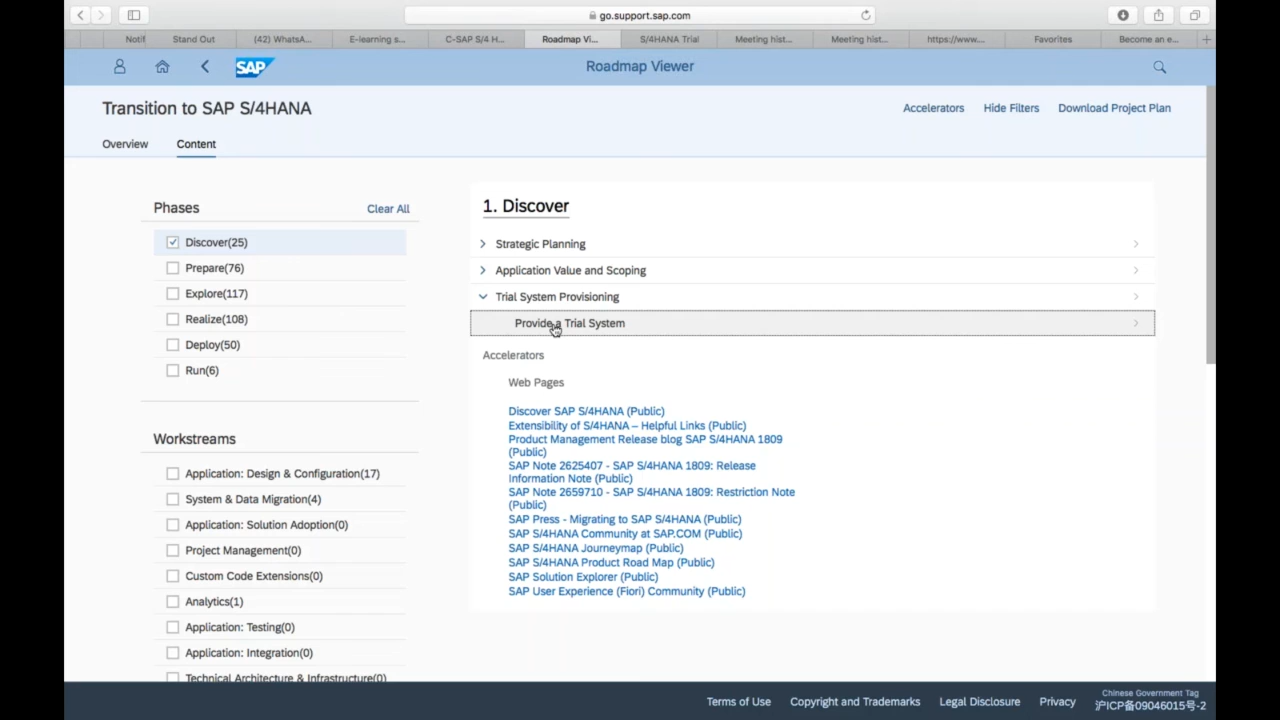 go.support.sap.com
Notif
Stand Out
(42) WhatsA...
E-learning s...
C-SAP S/4 H...
Roadmap Vi...
S/4HANA Trial
Meeting hist...
Meeting hist...
https://www....
Favorites
Become an e...
SAP
Roadmap Viewer
Transition to SAP S/4HANA
Accelerators
Hide Filters
Download Project Plan
Overview
Content
Phases
Clear All
Discover(25)
Prepare(76)
Explore(117)
Realize(108)
Deploy(50)
Run(6)
Workstreams
Application: Design & Configuration(17)
System & Data Migration(4)
Application: Solution Adoption(0)
Project Management(0)
Custom Code Extensions(0)
Analytics(1)
Application: Testing(0)
Application: Integration(0)
Technical Architecture & Infrastructure(0)
1. Discover
Strategic Planning
Application Value and Scoping
Trial System Provisioning
Provide a Trial System
Accelerators
Web Pages
Discover SAP S/4HANA (Public)
Extensibility of S/4HANA – Helpful Links (Public)
Product Management Release blog SAP S/4HANA 1809
(Public)
SAP Note 2625407 - SAP S/4HANA 1809: Release
Information Note (Public)
SAP Note 2659710 - SAP S/4HANA 1809: Restriction Note
(Public)
SAP Press - Migrating to SAP S/4HANA (Public)
SAP S/4HANA Community at SAP.COM (Public)
SAP S/4HANA Journeymap (Public)
SAP S/4HANA Product Road Map (Public)
SAP Solution Explorer (Public)
SAP User Experience (Fiori) Community (Public)
Terms of Use
Copyright and Trademarks
Legal Disclosure
Privacy
Chinese Government Tag
沪ICP备09046015号-2